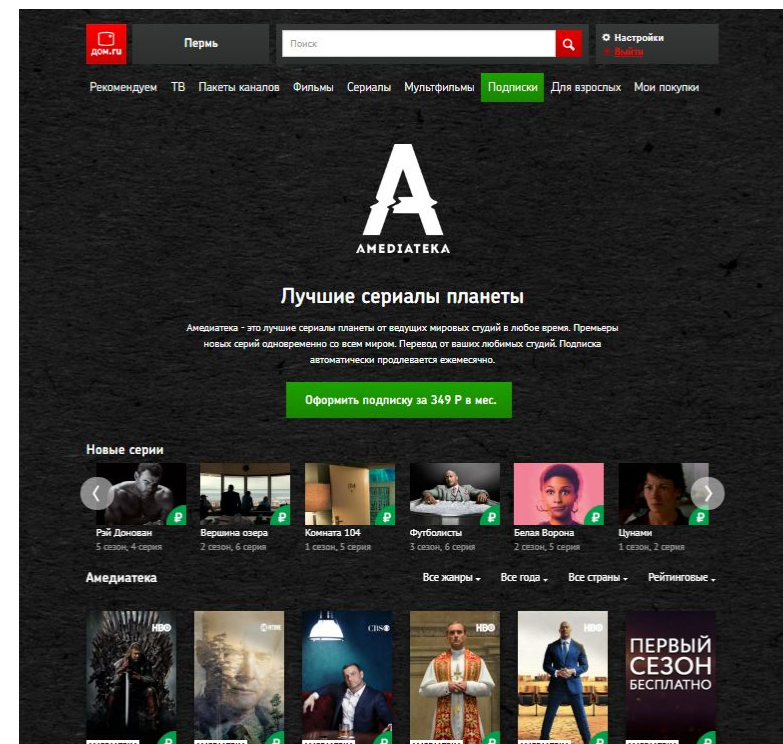 ДОМ.RU
Пермь
Поиск
Настройки
Выйти
Рекомендуем ТВ Пакеты каналов Фильмы Сериалы Мультфильмы Подписки Для взрослых Мои покупки
A
АМЕДIАТЕКА
Лучшие сериалы планеты
Амедиатека - это лучшие сериалы планеты от ведущих мировых студий в любое время. Премьеры
новых серий одновременно со всем миром. Перевод от ваших любимых студий. Подписка
автоматически продлевается ежемесячно.
Оформить подписку за 349 Р в мес.
Новые серии
104
₽ ₽ ₽ ₽ ₽ ₽
Рэй Донован Вершина озера Комната 104 Футболисты Белая Ворона Цунами
5 сезон, 4 серия 2 сезон, 6 серия 1 сезон, 5 серия 3 сезон, 6 серия 2 сезон, 5 серия 1 сезон, 2 серия
Амедиатека Все жанры Все года Все страны Рейтинговые
HBO SHOWTIME CBS HBO HBO
ПЕРВЫЙ
СЕЗОН
БЕСПЛАТНО